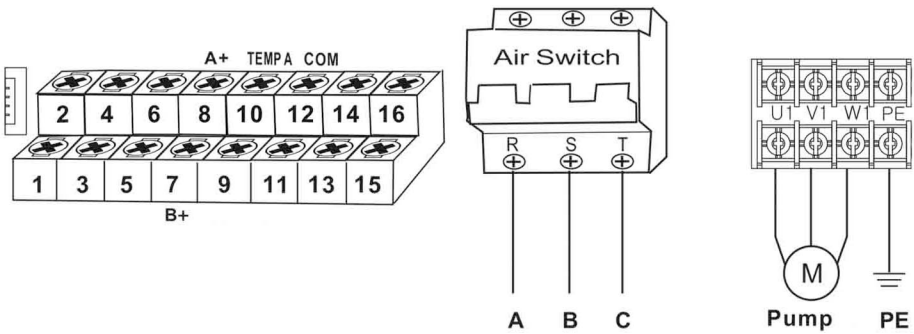 A+ TEMPA COM
2 4 6 8 10 12 14 16
1 3 5 7 9 11 13 15
B+
Air Switch
R S T
A B C
U1 V1 W1 PE
M
Pump PE